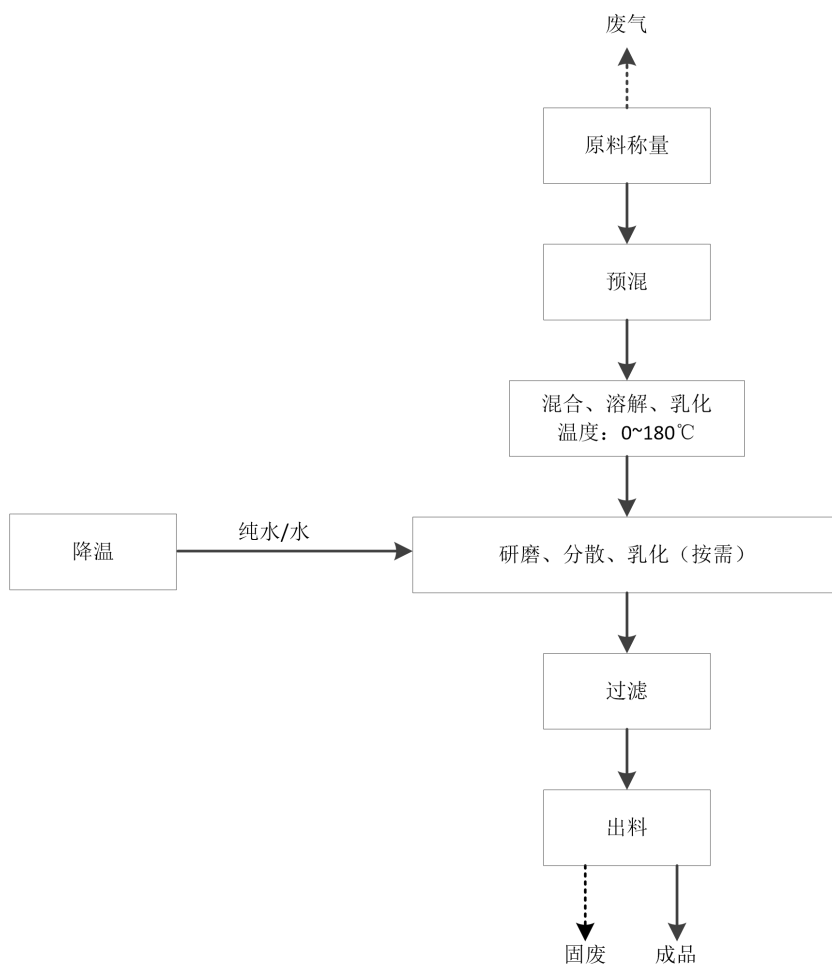 废气
原料称量
预混
混合、溶解、乳化
温度：0~180℃
纯水/水
降温
研磨、分散、乳化（按需）
过滤
出料
固废
成品